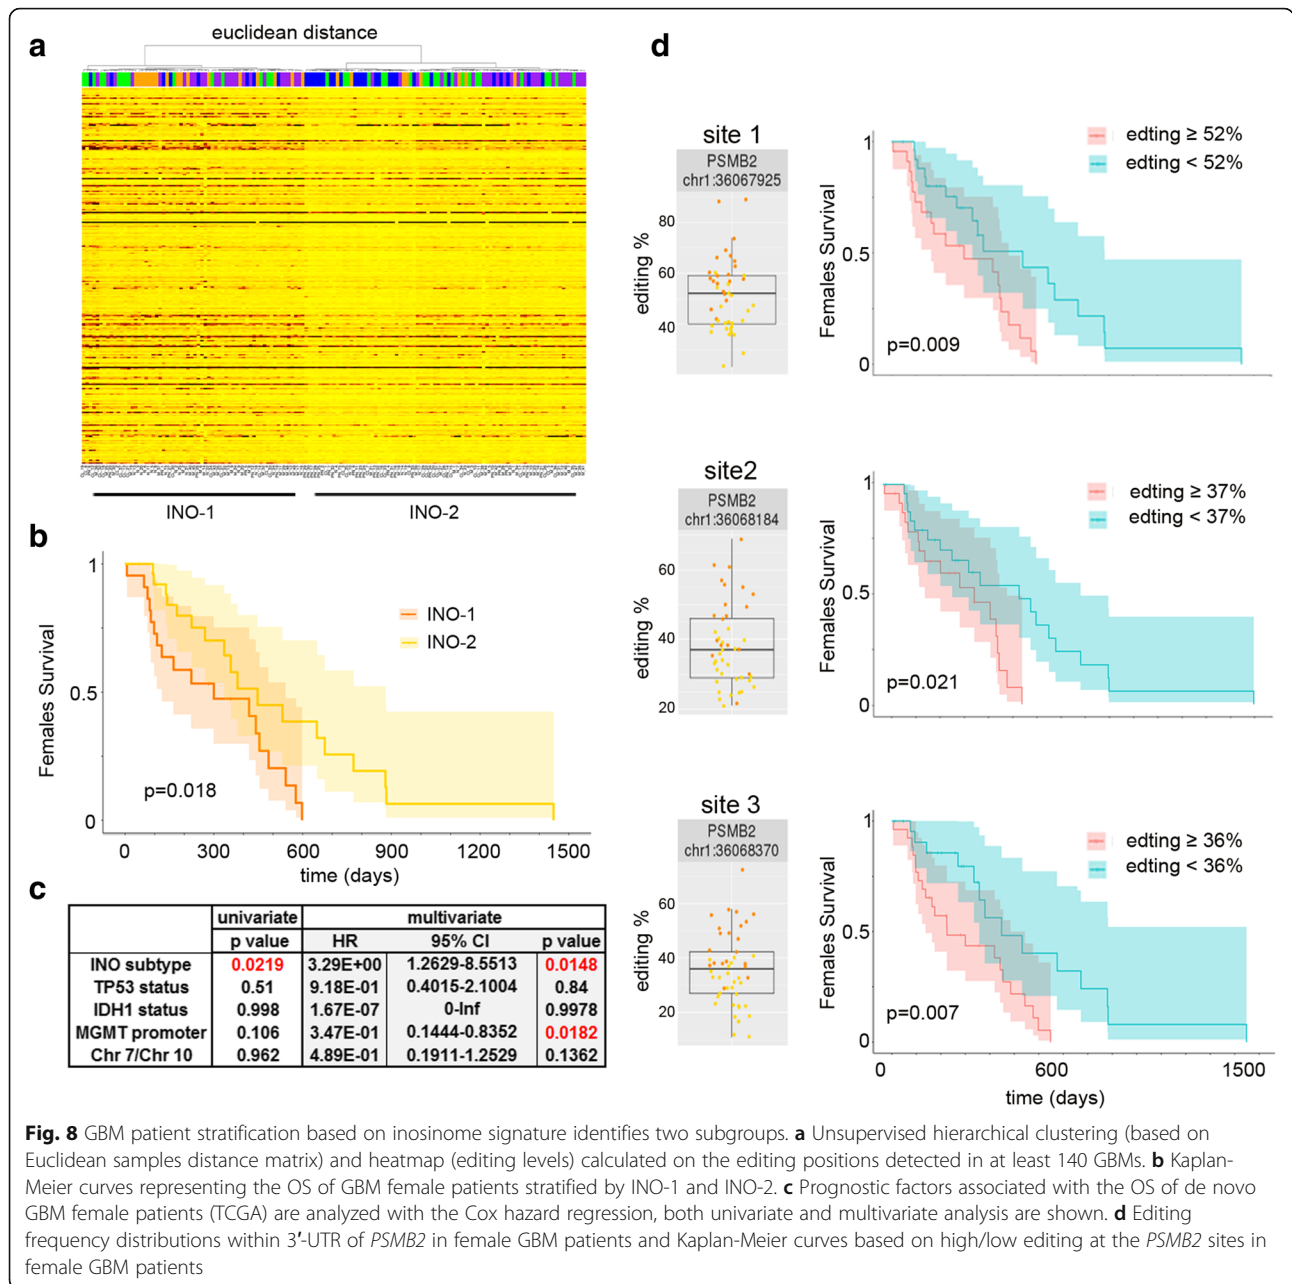 a
euclidean distance
INO-1 INO-2
b
1
0.5
0
Females Survival
INO-1
INO-2
p=0.018
0 300 600 900 1200 1500
time (days)
c
univariate multivariate
p value HR 95% CI p value
INO subtype 0.0219 3.29E+00 1.2629-8.5513 0.0148
TP53 status 0.51 9.18E-01 0.4015-2.1004 0.84
IDH1 status 0.998 1.67E-07 0-Inf 0.9978
MGMT promoter 0.106 3.47E-01 0.1444-0.8352 0.0182
Chr 7/Chr 10 0.962 4.89E-01 0.1911-1.2529 0.1362
d
site 1
PSMB2
chr1:36067925
editing %
80
60
40
1
0.5
0
Females Survival
edting ≥ 52%
edting < 52%
p=0.009
site2
PSMB2
chr1:36068184
editing %
60
40
20
1
0.5
0
Females Survival
edting ≥ 37%
edting < 37%
p=0.021
site 3
PSMB2
chr1:36068370
editing %
60
40
20
1
0.5
0
Females Survival
edting ≥ 36%
edting < 36%
p=0.007
0 600 1500
time (days)
Fig. 8 GBM patient stratification based on inosinome signature identifies two subgroups. a Unsupervised hierarchical clustering (based on
Euclidean samples distance matrix) and heatmap (editing levels) calculated on the editing positions detected in at least 140 GBMs. b Kaplan-
Meier curves representing the OS of GBM female patients stratified by INO-1 and INO-2. c Prognostic factors associated with the OS of de novo
GBM female patients (TCGA) are analyzed with the Cox hazard regression, both univariate and multivariate analysis are shown. d Editing
frequency distributions within 3′-UTR of PSMB2 in female GBM patients and Kaplan-Meier curves based on high/low editing at the PSMB2 sites in
female GBM patients